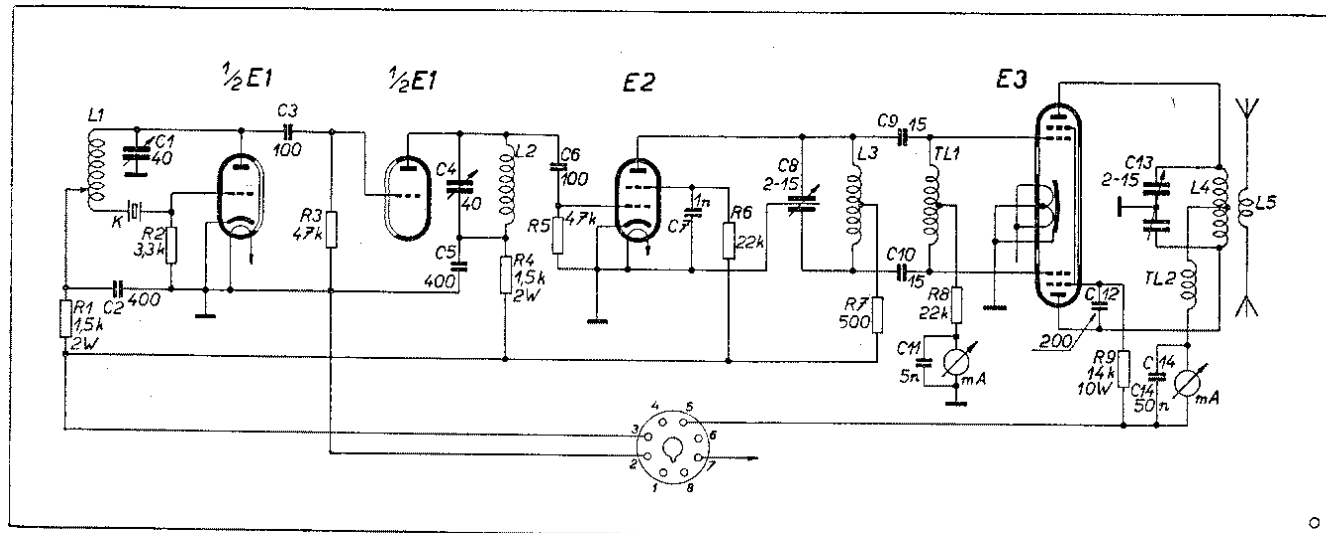 ½E1
½E1
E2
E3
L1
C1
40
C3
100
K
R2
3,3k
R3
47k
C2
400
R1
1,5k
2W
C4
40
L2
C5
400
R4
1,5k
2W
C6
100
R5
47k
1n
C7
R6
22k
C8
2-15
L3
C9 15
TL1
C10
15
R7
500
R8
22k
C11
5n
mA
C12
200
R9
14k
10W
C13
2-15
L4
L5
TL2
C14
C14
50n
mA
4
5
3
6
2
7
1
8